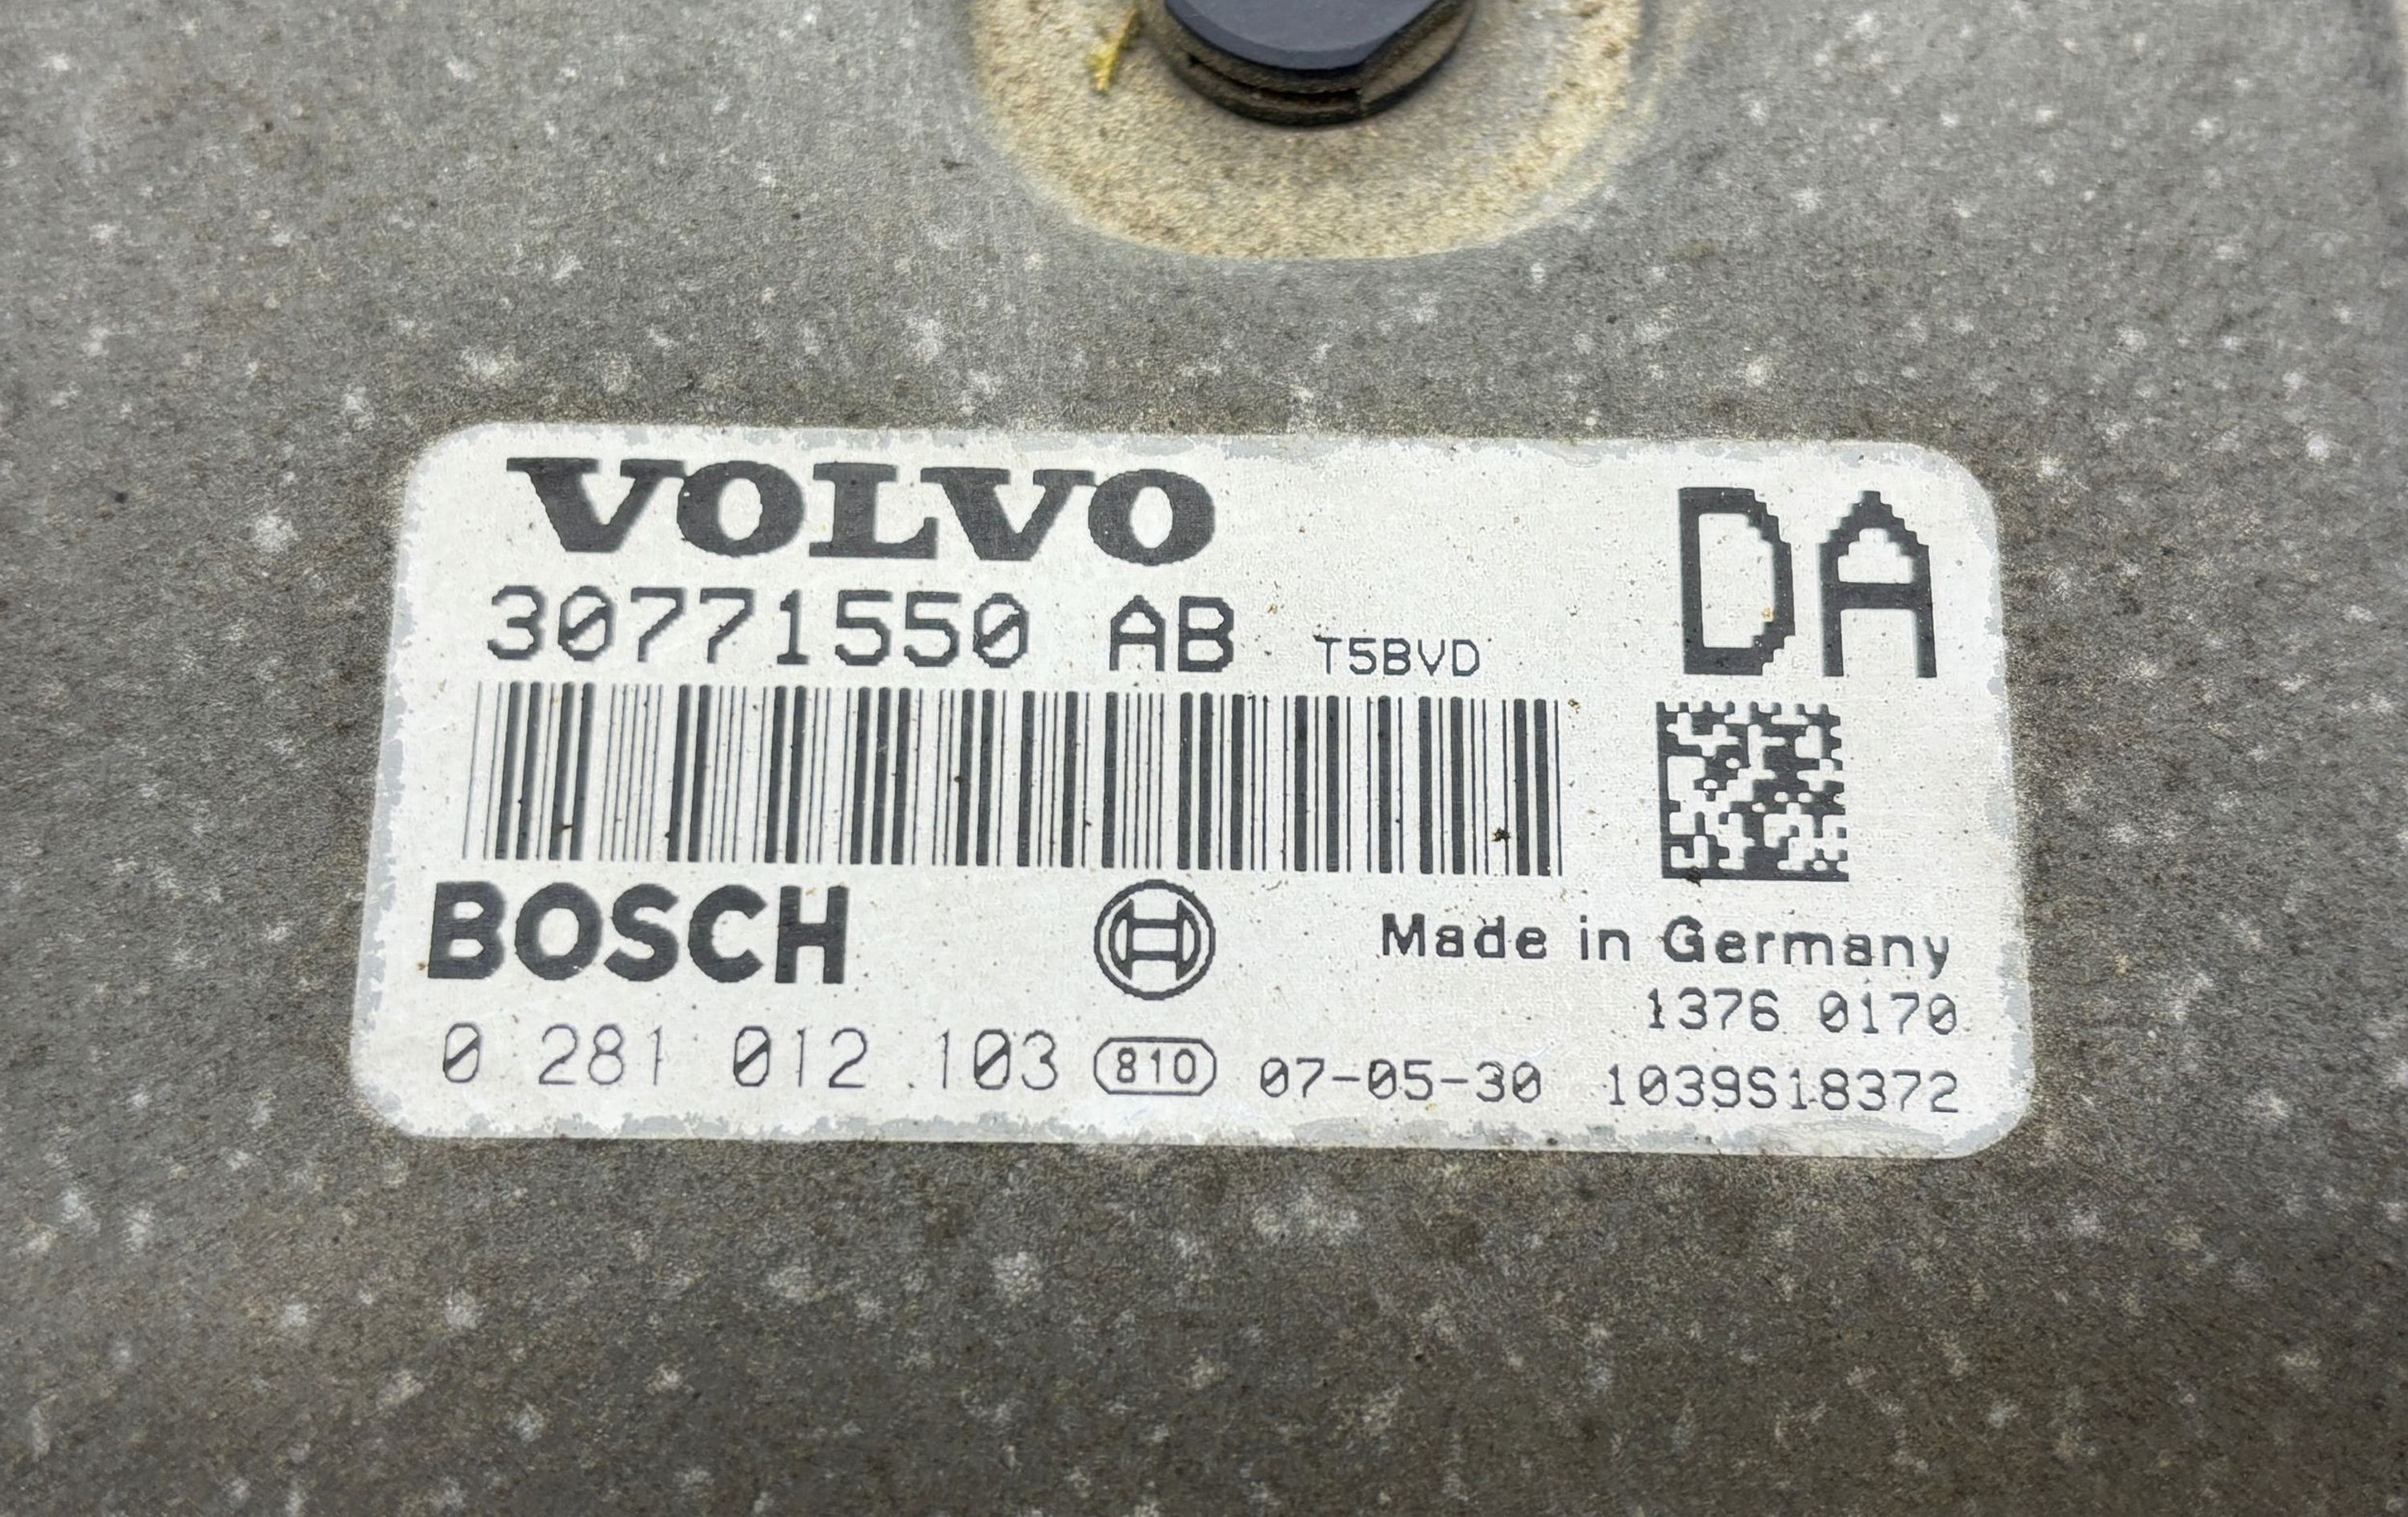 VOLVO
DA
30771550 AB T5BVD
BOSCH
Made in Germany
1376 0170
0 281 012 103 810 07-05-30 1039S18372